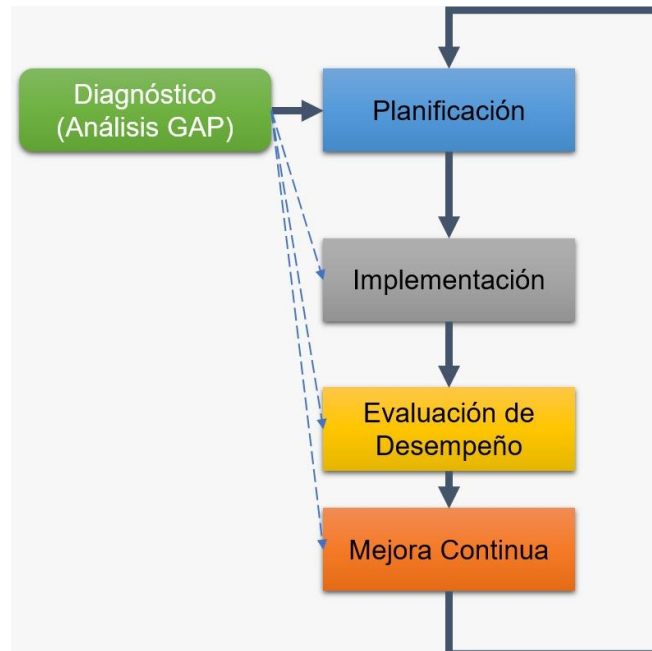 Diagnóstico
(Análisis GAP)
Planificación
Implementación
Evaluación de
Desempeño
Mejora Continua